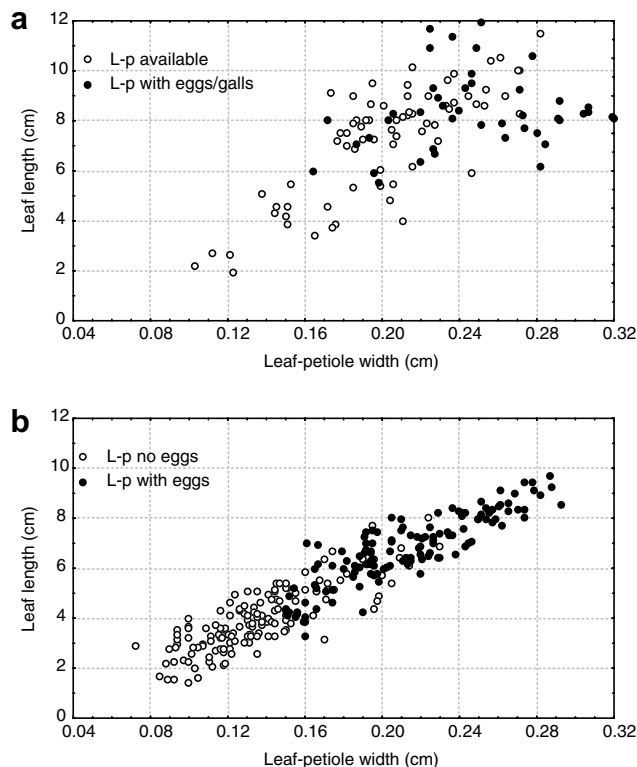 a
12
10
8
6
4
2
0
Leaf length (cm)
L-p available
L-p with eggs/galls
0.04 0.08 0.12 0.16 0.20 0.24 0.28 0.32
Leaf-petiole width (cm)
b
12
10
8
6
4
2
0
Leaf length (cm)
L-p no eggs
L-p with eggs
0.04 0.08 0.12 0.16 0.20 0.24 0.28 0.32
Leaf-petiole width (cm)